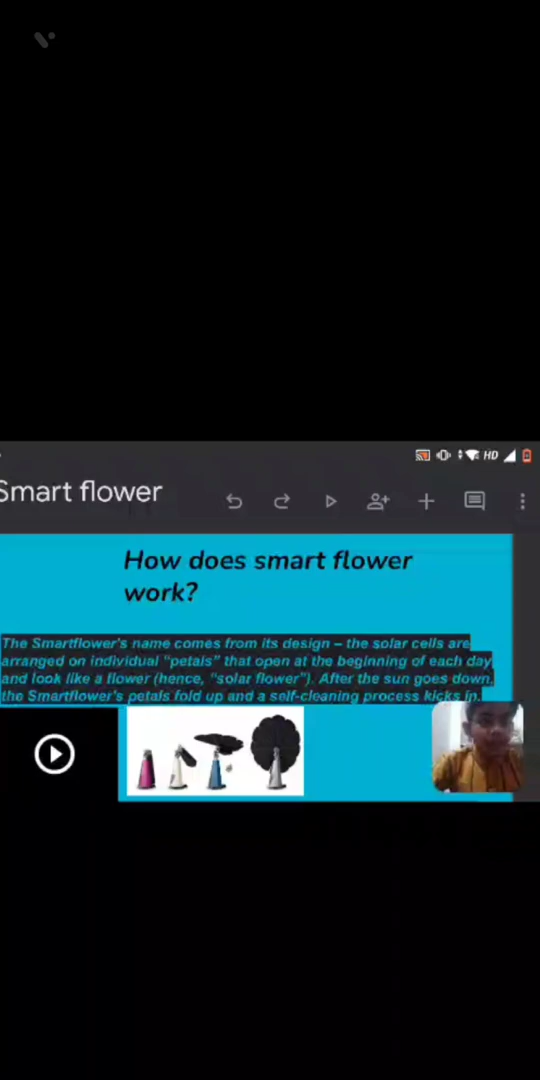 HD
Smart flower
How does smart flower
work?
The Smartflower's name comes from its design – the solar cells are
arranged on individual "petals" that open at the beginning of each day
and look like a flower (hence, "solar flower"). After the sun goes down,
the Smartflower's petals fold up and a self-cleaning process kicks in.